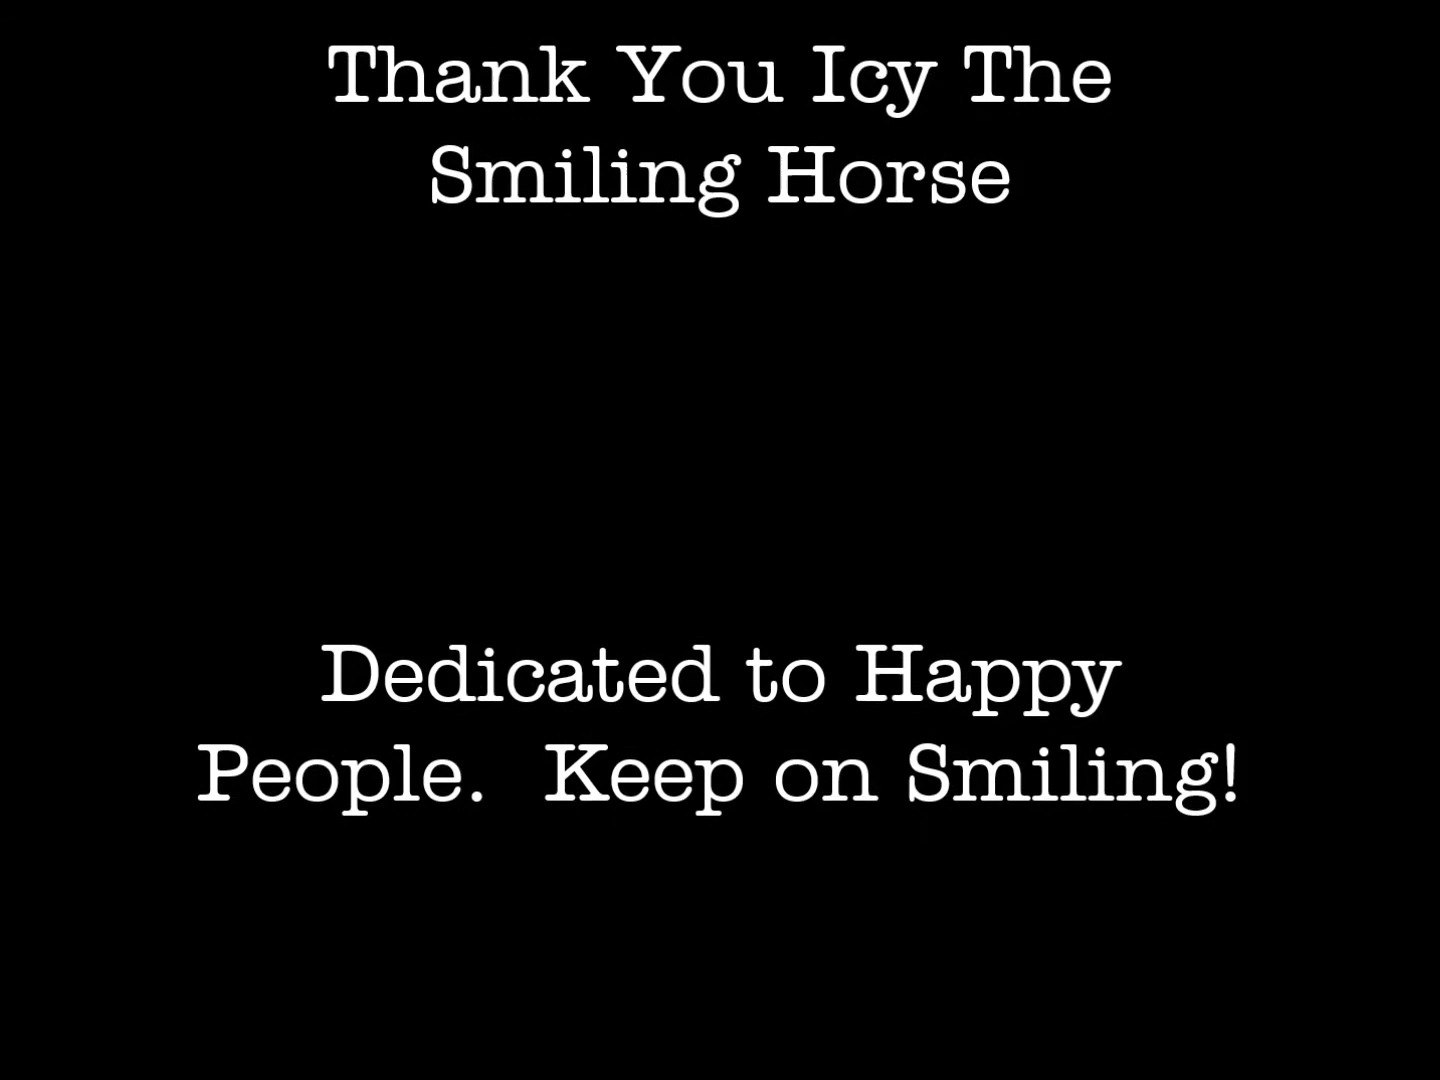 Thank You Icy The
Smiling Horse
Dedicated to Happy
People.  Keep on Smiling!